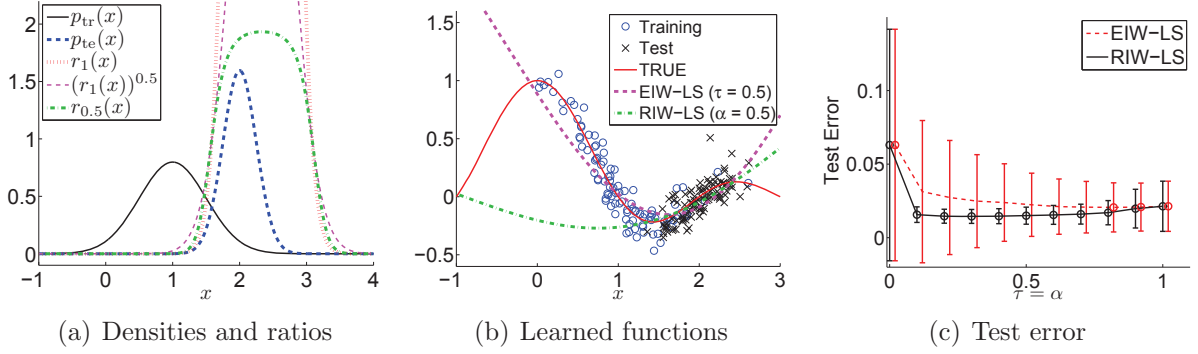 p_tr(x)
p_te(x)
r_1(x)
(r_1(x))^0.5
r_0.5(x)
1.5
1
0.5
0
−1 0 1 2 3 4
x
(a) Densities and ratios
Training
Test
TRUE
EIW−LS (τ = 0.5)
RIW−LS (α = 0.5)
1.5
1
0.5
0
−0.5
−1 0 1 2 3
x
(b) Learned functions
EIW−LS
RIW−LS
Test Error
0.1
0.05
0
0 0.5 1
τ = α
(c) Test error